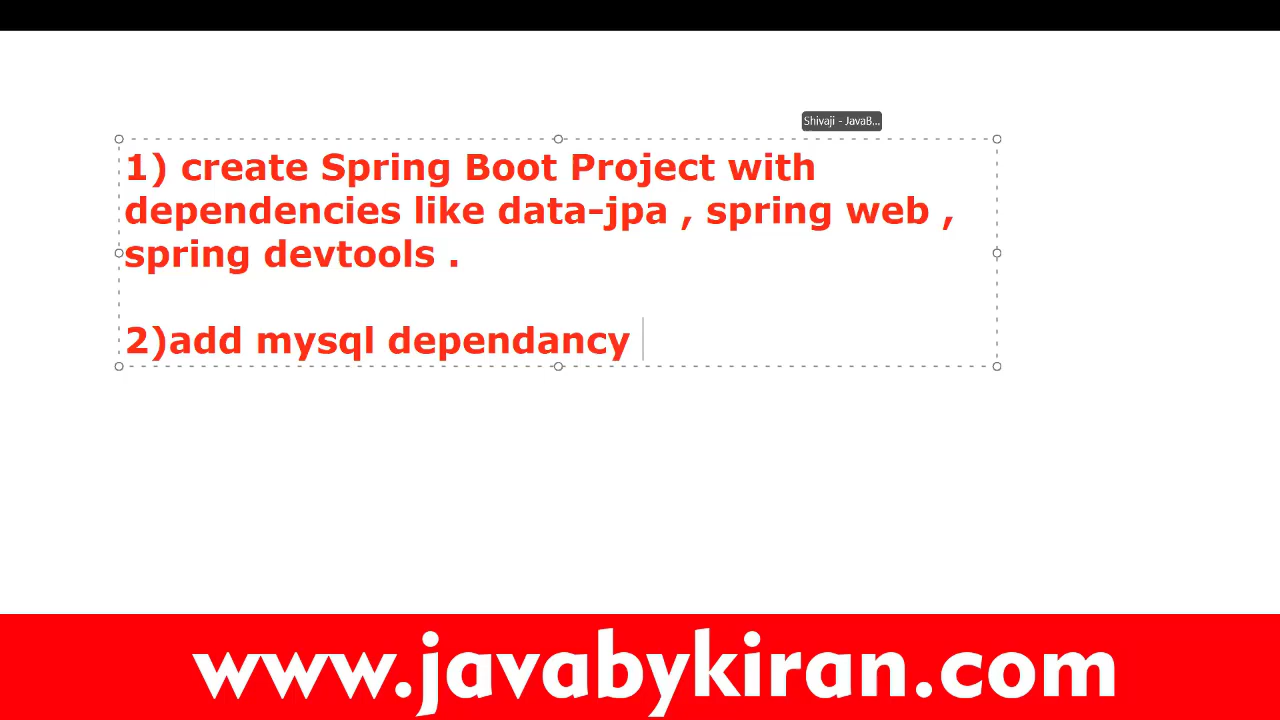 Shivaji - JavaB...
1) create Spring Boot Project with
dependencies like data-jpa , spring web ,
spring devtools .
2)add mysql dependancy
www.javabykiran.com